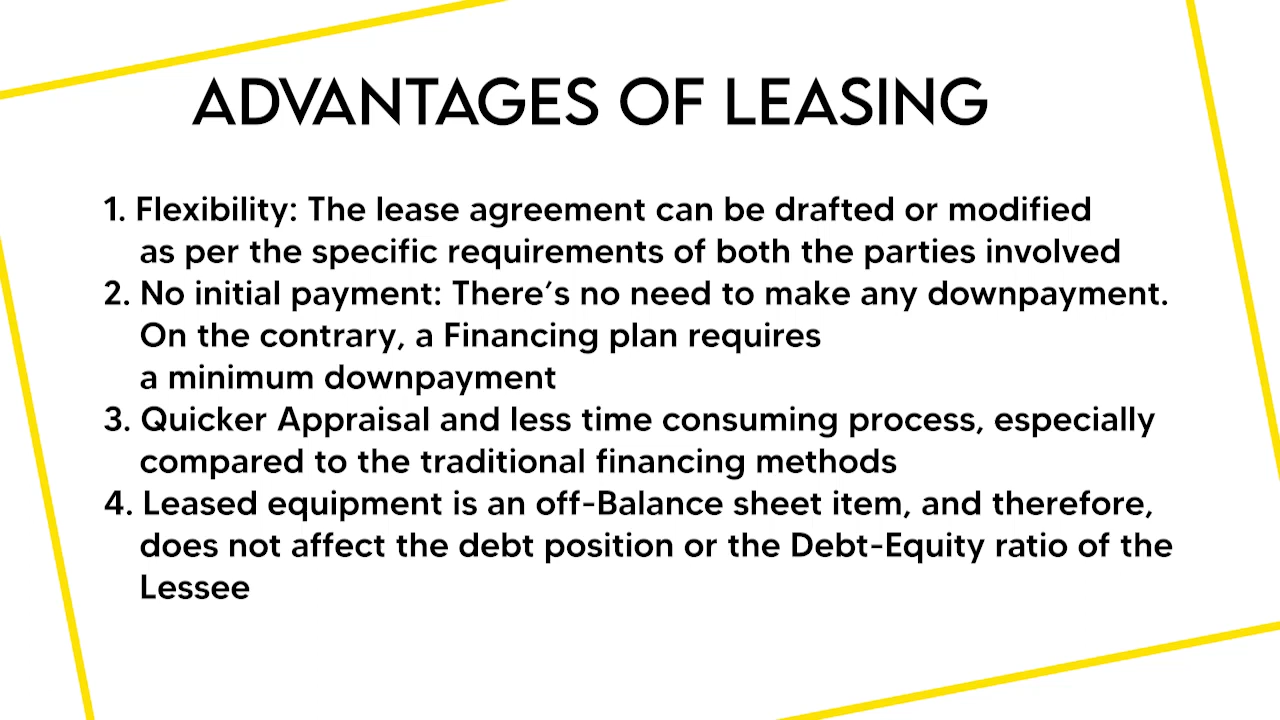 ADVANTAGES OF LEASING
1. Flexibility: The lease agreement can be drafted or modified
as per the specific requirements of both the parties involved
2. No initial payment: There's no need to make any downpayment.
On the contrary, a Financing plan requires
a minimum downpayment
3. Quicker Appraisal and less time consuming process, especially
compared to the traditional financing methods
4. Leased equipment is an off-Balance sheet item, and therefore,
does not affect the debt position or the Debt-Equity ratio of the
Lessee